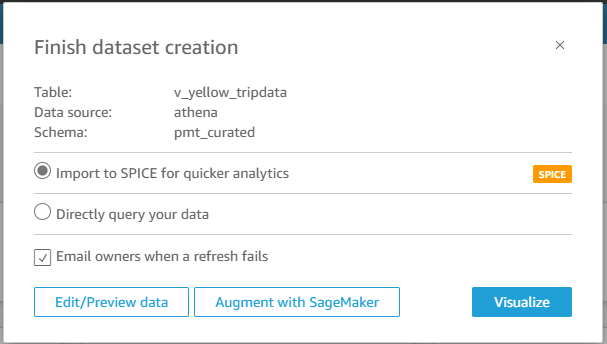 Finish dataset creation
Table: v_yellow_tripdata
Data source: athena
Schema: pmt_curated
Import to SPICE for quicker analytics SPICE
Directly query your data
Email owners when a refresh fails
Edit/Preview data Augment with SageMaker Visualize